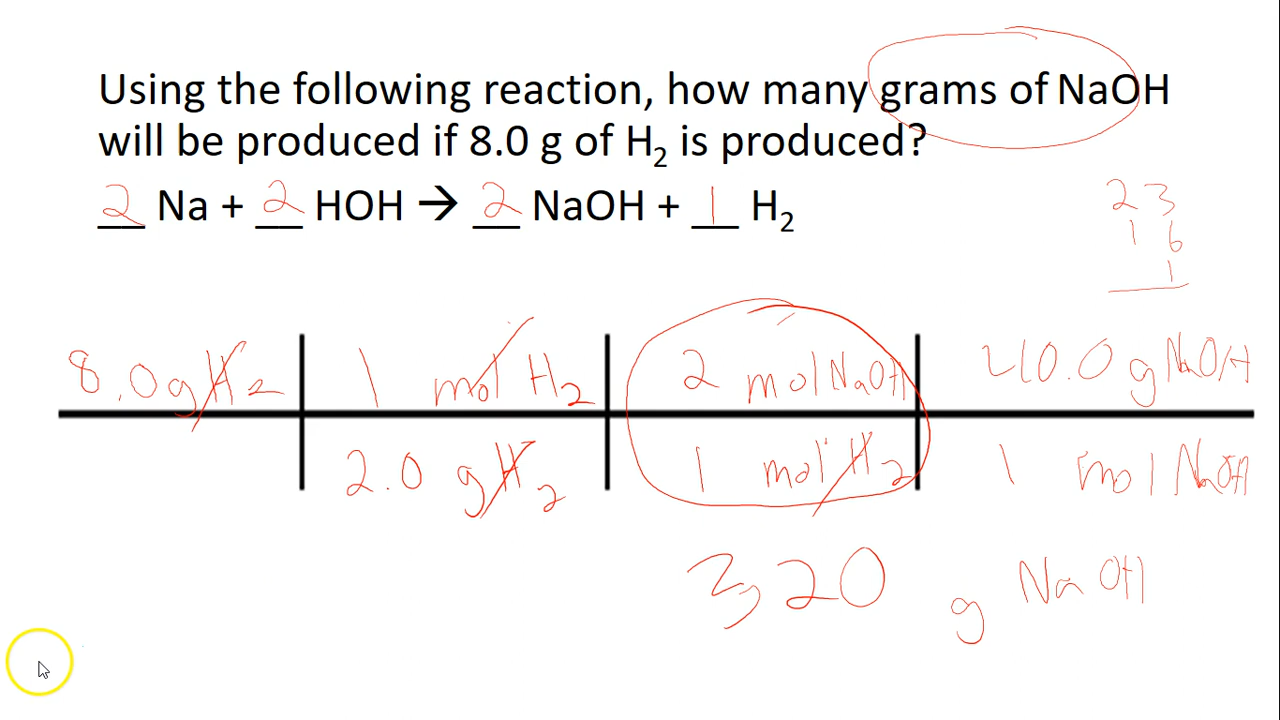 Using the following reaction, how many grams of NaOH
will be produced if 8.0 g of H₂ is produced?
2 Na + 2 HOH → 2 NaOH + 1 H₂
23
16
1
8.0 g H₂ | 1 mol H₂ | 2 mol NaOH | 40.0 g NaOH
2.0 g H₂ | 1 mol H₂ | 1 mol NaOH
320 g NaOH